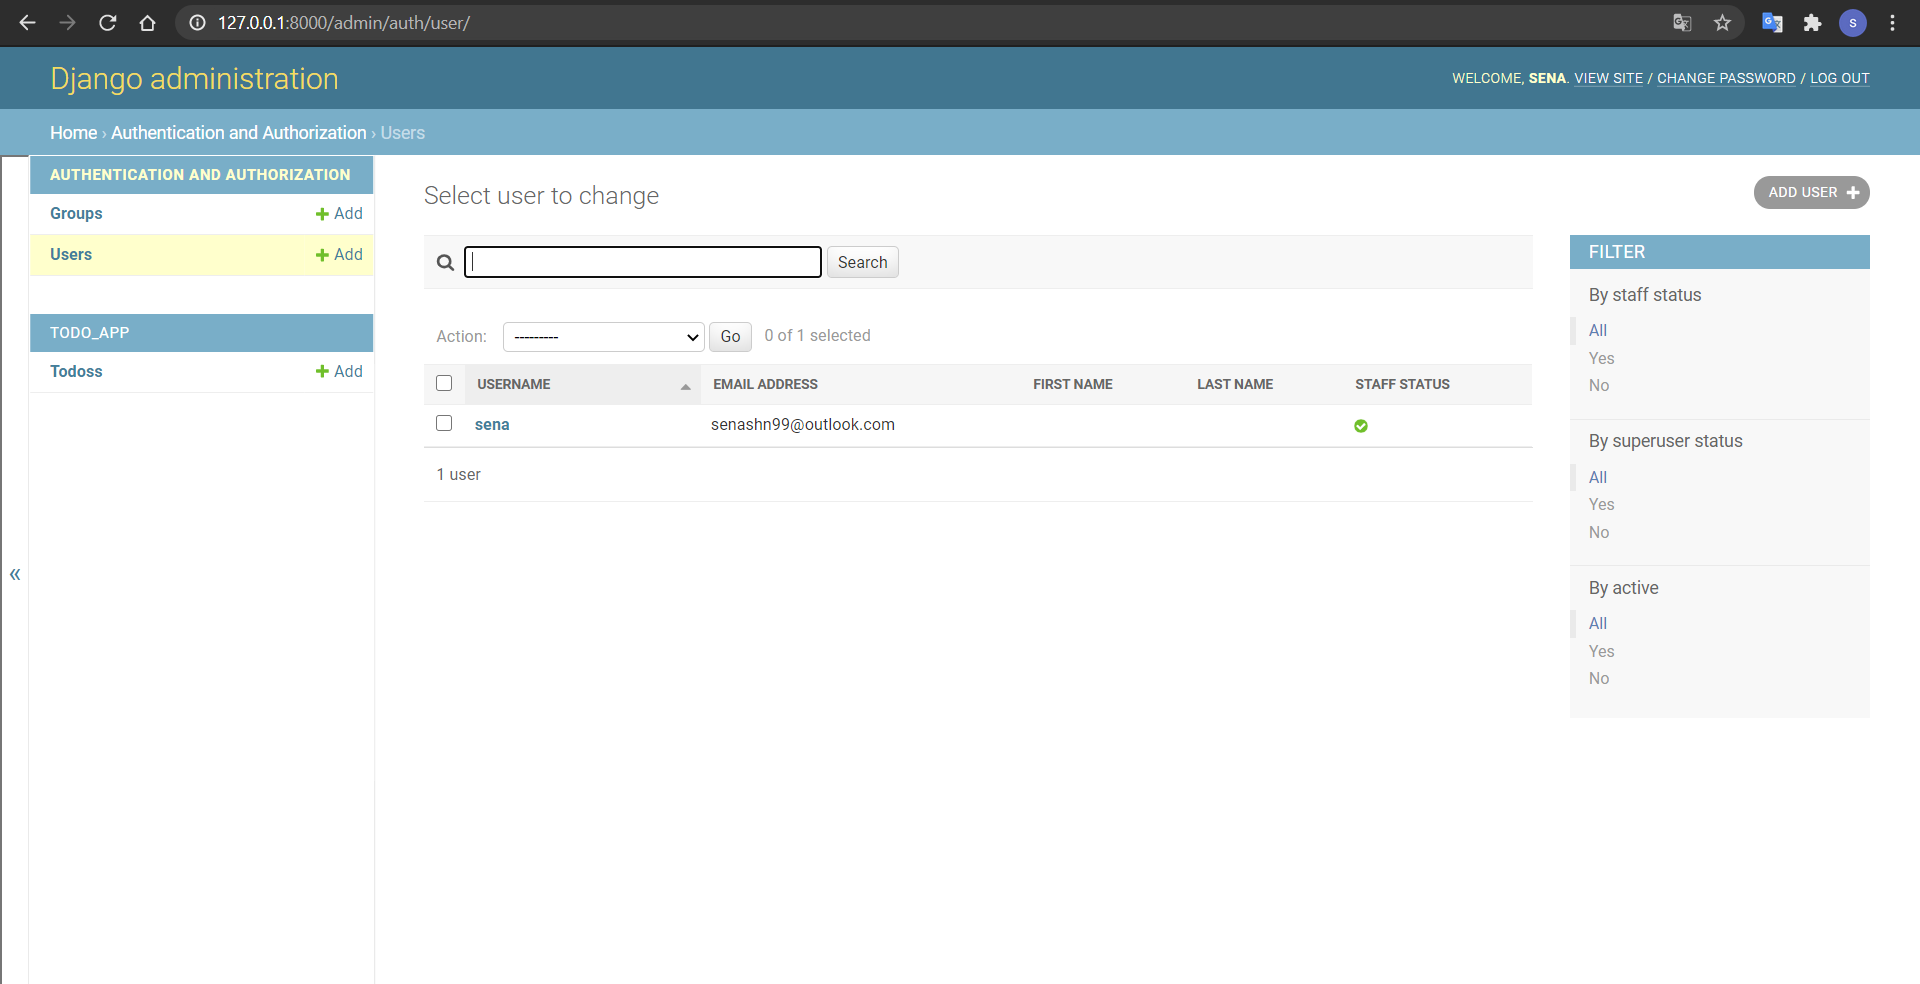 127.0.0.1:8000/admin/auth/user/
S
Django administration
WELCOME, SENA. VIEW SITE / CHANGE PASSWORD / LOG OUT
Home › Authentication and Authorization › Users
AUTHENTICATION AND AUTHORIZATION
Groups + Add
Users + Add
TODO_APP
Todoss + Add
«
Select user to change
ADD USER +
Search
Action: --------- Go 0 of 1 selected
USERNAME EMAIL ADDRESS FIRST NAME LAST NAME STAFF STATUS
sena senashn99@outlook.com
1 user
FILTER
By staff status
All
Yes
No
By superuser status
All
Yes
No
By active
All
Yes
No